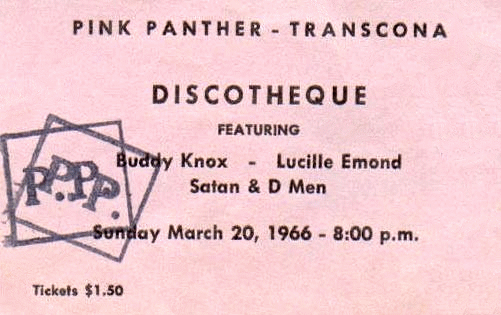 PINK PANTHER - TRANSCONA
DISCOTHEQUE
FEATURING
Buddy Knox - Lucille Emond
Satan & D Men
P.P.P.P.
Sunday March 20, 1966 - 8:00 p.m.
Tickets $1.50